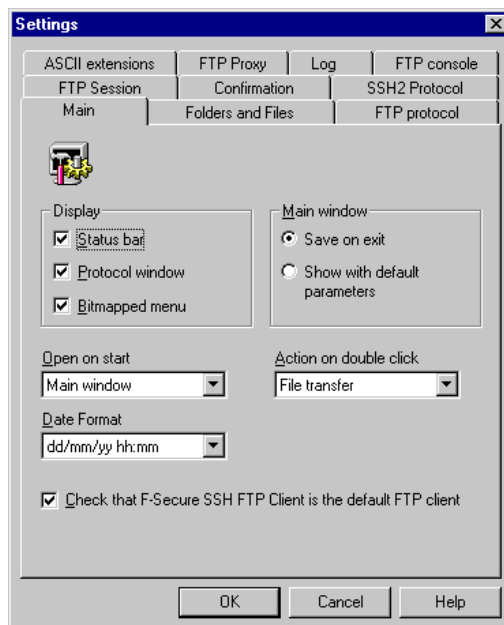 Settings
ASCII extensions FTP Proxy Log FTP console
FTP Session Confirmation SSH2 Protocol
Main Folders and Files FTP protocol
Display Main window
Status bar Save on exit
Protocol window Show with default
parameters
Bitmapped menu
Open on start Action on double click
Main window File transfer
Date Format
dd/mm/yy hh:mm
Check that F-Secure SSH FTP Client is the default FTP client
OK Cancel Help